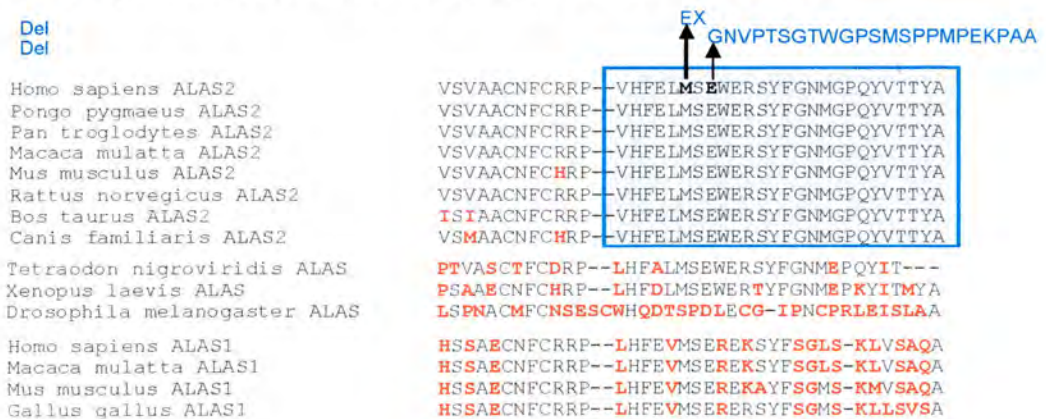 Del
Del
EX
GNVPTSGTWGPSMSPPMPEKPAA
Homo sapiens ALAS2 VSVAACNFCRRP--VHFELMSEWERSYFGNMGPQYVTTYA
Pongo pygmaeus ALAS2 VSVAACNFCRRP--VHFELMSEWERSYFGNMGPQYVTTYA
Pan troglodytes ALAS2 VSVAACNFCRRP--VHFELMSEWERSYFGNMGPQYVTTYA
Macaca mulatta ALAS2 VSVAACNFCRRP--VHFELMSEWERSYFGNMGPQYVTTYA
Mus musculus ALAS2 VSVAACNFCHRP--VHFELMSEWERSYFGNMGPQYVTTYA
Rattus norvegicus ALAS2 VSVAACNFCRRP--VHFELMSEWERSYFGNMGPQYVTTYA
Bos taurus ALAS2 ISIAACNFCRRP--VHFELMSEWERSYFGNMGPQYVTTYA
Canis familiaris ALAS2 VSMAACNFCHRP--VHFELMSEWERSYFGNMGPQYVTTYA
Tetraodon nigroviridis ALAS PTVASCTFCDRP--LHFALMSEWERSYFGNMEPQYIT---
Xenopus laevis ALAS PSAAECNFCHRP--LHFDLMSEWERTYFGNMEPKYITMYA
Drosophila melanogaster ALAS LSPNACMFCNSESCWHQDTSPDLECG-IPNCPRLEISLAA
Homo sapiens ALAS1 HSSAECNFCRRP--LHFEVMSEREKSYFSGLS-KLVSAQA
Macaca mulatta ALAS1 HSSAECNFCRRP--LHFEVMSEREKSYFSGLS-KLVSAQA
Mus musculus ALAS1 HSSAECNFCRRP--LHFEVMSEREKAYFSGMS-KMVSAQA
Gallus gallus ALAS1 HSSAECNFCRRP--LHFEVMSERERSYFSGMS-KLLSVSA